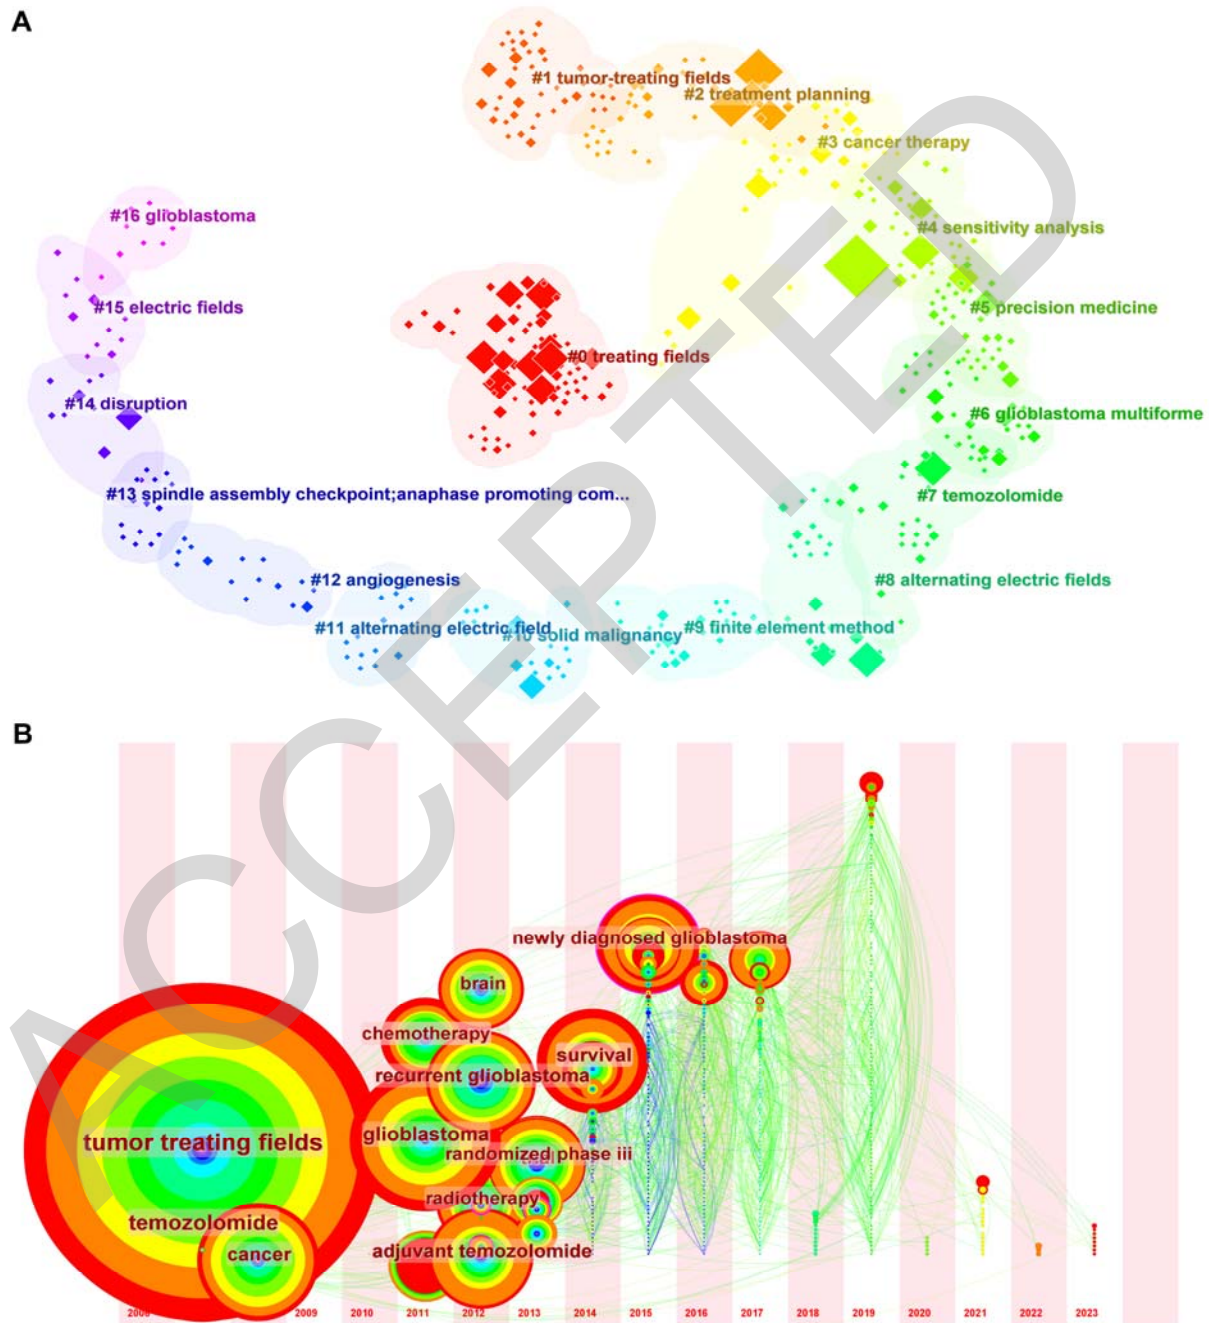 A
#1 tumor-treating fields
#2 treatment planning
#3 cancer therapy
#16 glioblastoma
#4 sensitivity analysis
#15 electric fields
#5 precision medicine
#0 treating fields
#14 disruption
#6 glioblastoma multiforme
#13 spindle assembly checkpoint;anaphase promoting com...
#7 temozolomide
#12 angiogenesis
#8 alternating electric fields
#11 alternating electric field
#10 solid malignancy
#9 finite element method
ACCEPTED
B
newly diagnosed glioblastoma
brain
chemotherapy
survival
recurrent glioblastoma
glioblastoma
tumor treating fields
randomized phase iii
radiotherapy
temozolomide
cancer
adjuvant temozolomide
2008 2009 2010 2011 2012 2013 2014 2015 2016 2017 2018 2019 2020 2021 2022 2023